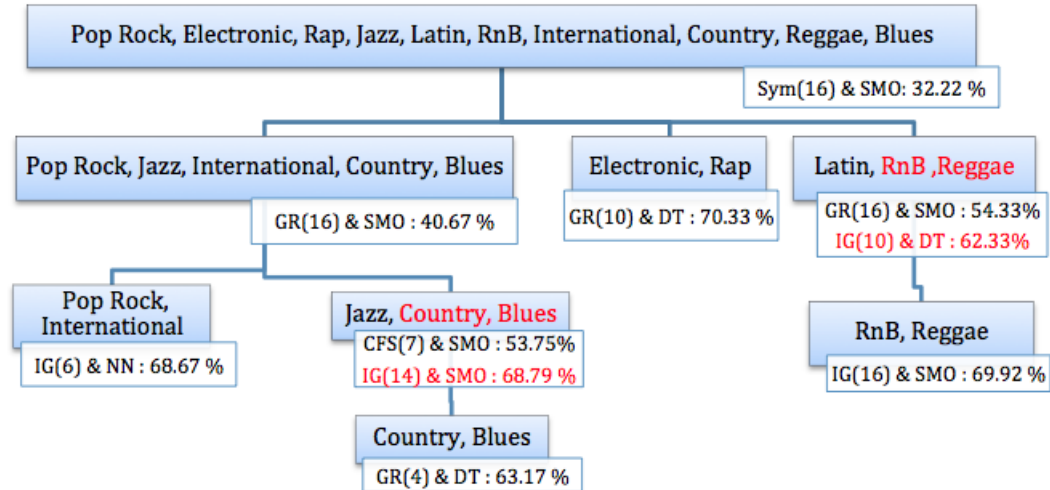 Pop Rock, Electronic, Rap, Jazz, Latin, RnB, International, Country, Reggae, Blues
Sym(16) & SMO: 32.22 %
Pop Rock, Jazz, International, Country, Blues
GR(16) & SMO : 40.67 %
Electronic, Rap
GR(10) & DT : 70.33 %
Latin, RnB ,Reggae
GR(16) & SMO : 54.33%
IG(10) & DT : 62.33%
Pop Rock,
International
IG(6) & NN : 68.67 %
Jazz, Country, Blues
CFS(7) & SMO : 53.75%
IG(14) & SMO : 68.79 %
RnB, Reggae
IG(16) & SMO : 69.92 %
Country, Blues
GR(4) & DT : 63.17 %